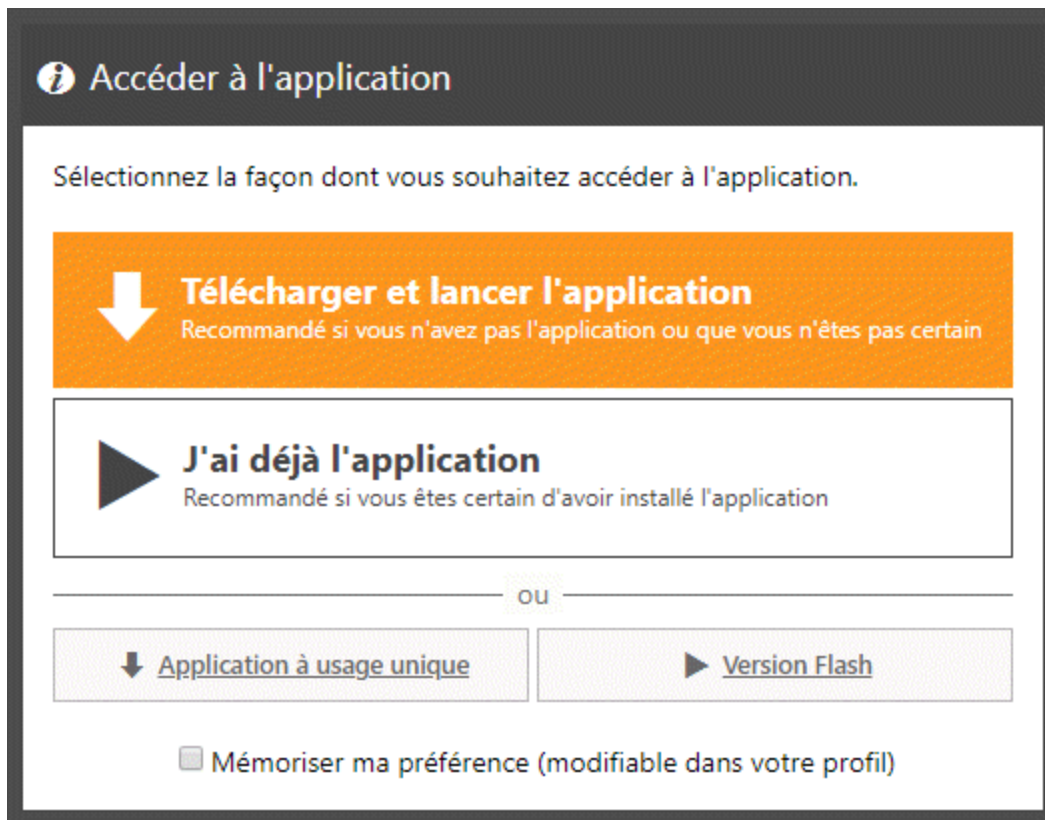 Accéder à l'application
Sélectionnez la façon dont vous souhaitez accéder à l'application.
Télécharger et lancer l'application
Recommandé si vous n'avez pas l'application ou que vous n'êtes pas certain
J'ai déjà l'application
Recommandé si vous êtes certain d'avoir installé l'application
ou
Application à usage unique
Version Flash
Mémoriser ma préférence (modifiable dans votre profil)